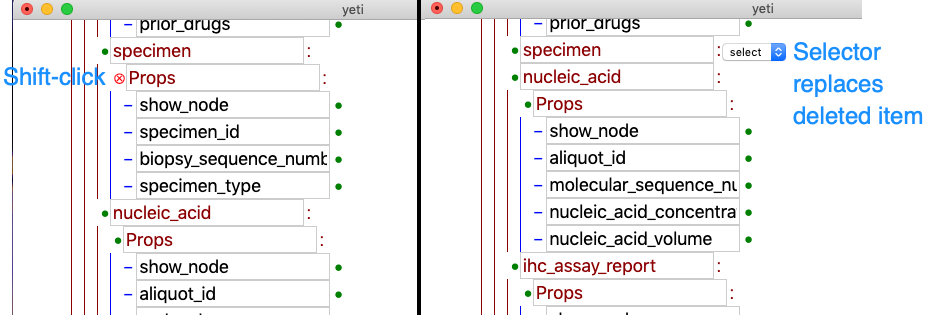 yeti
prior_drugs
specimen :
Shift-click Props :
– show_node
– specimen_id
– biopsy_sequence_numb
– specimen_type
nucleic_acid :
Props :
– show_node
– aliquot_id
yeti
prior_drugs
specimen : select Selector
replaces
deleted item
nucleic_acid :
Props :
– show_node
– aliquot_id
– molecular_sequence_nu
– nucleic_acid_concentra
– nucleic_acid_volume
ihc_assay_report :
Props :